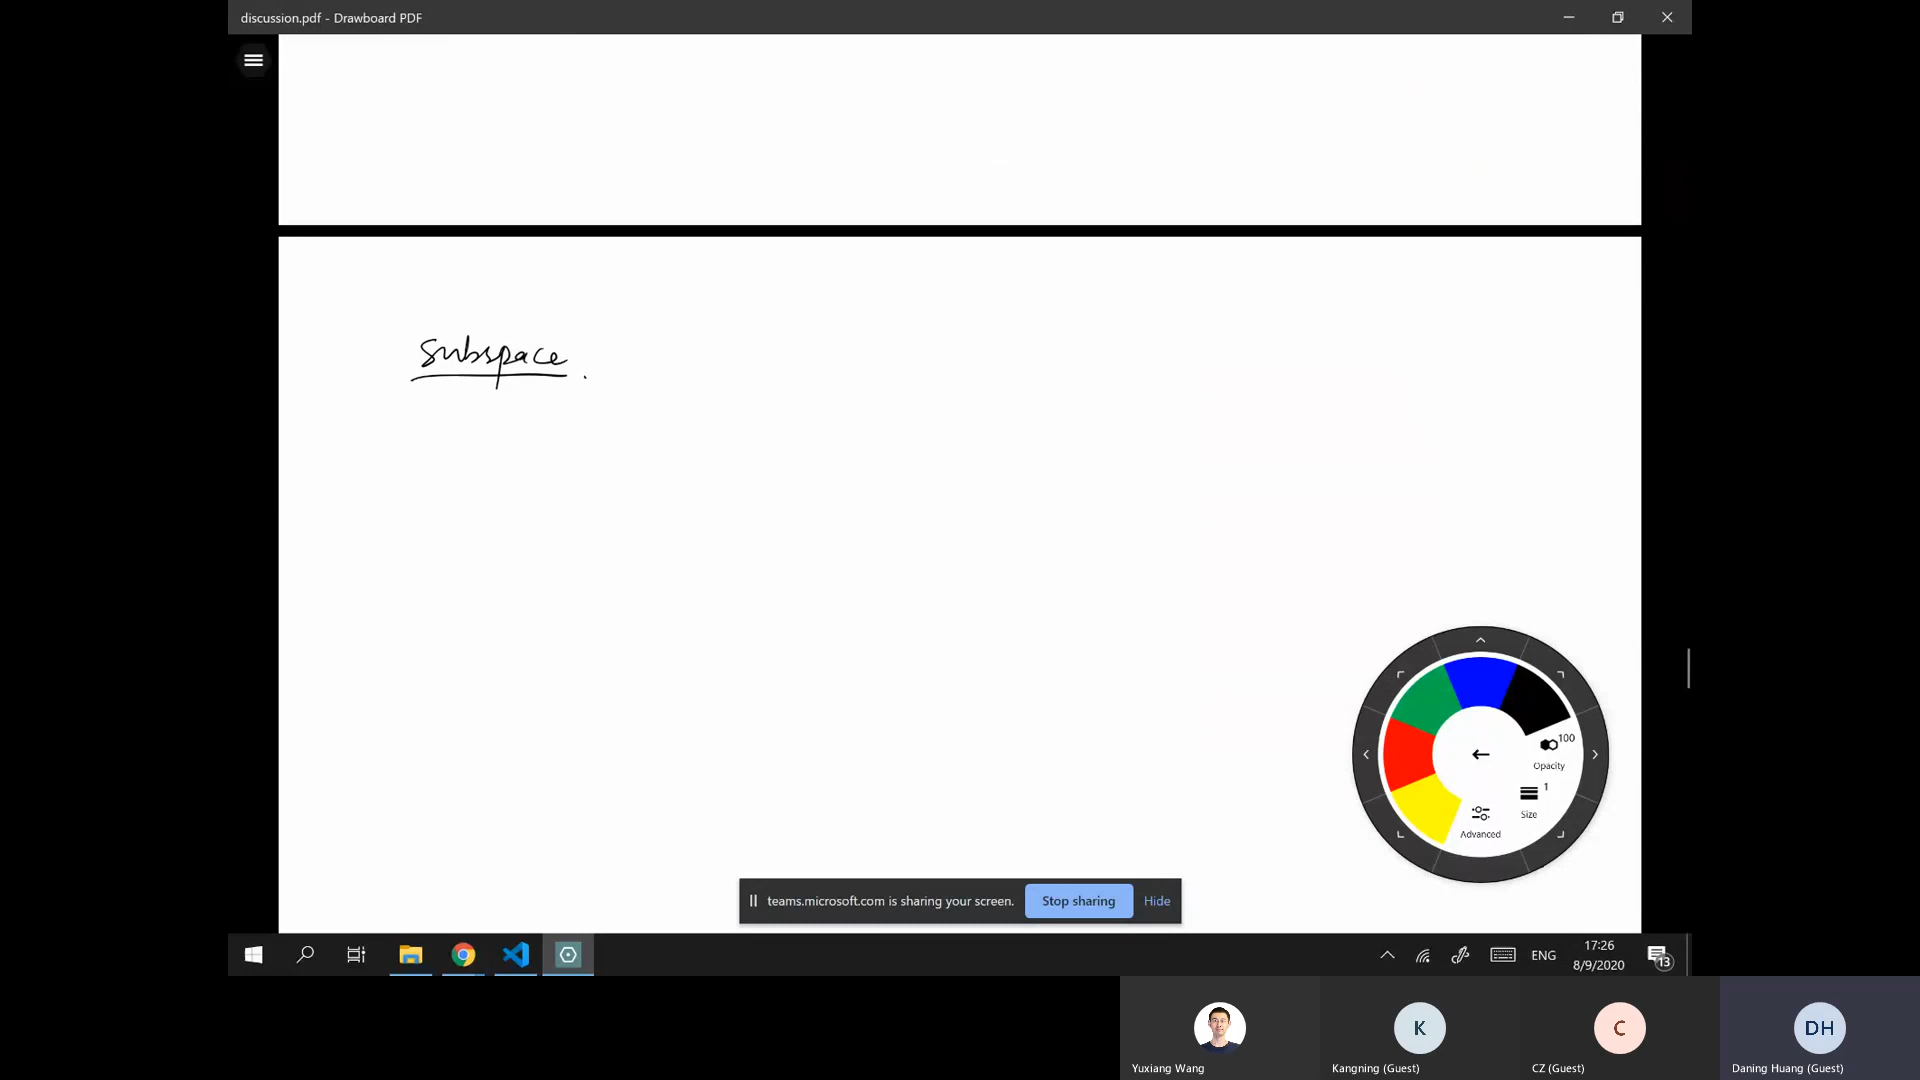 discussion.pdf - Drawboard PDF
Subspace.
100
Opacity
1
Size
Advanced
teams.microsoft.com is sharing your screen.
Stop sharing
Hide
ENG
17:26
8/9/2020
13
K
C
DH
Yuxiang Wang
Kangning (Guest)
CZ (Guest)
Daning Huang (Guest)